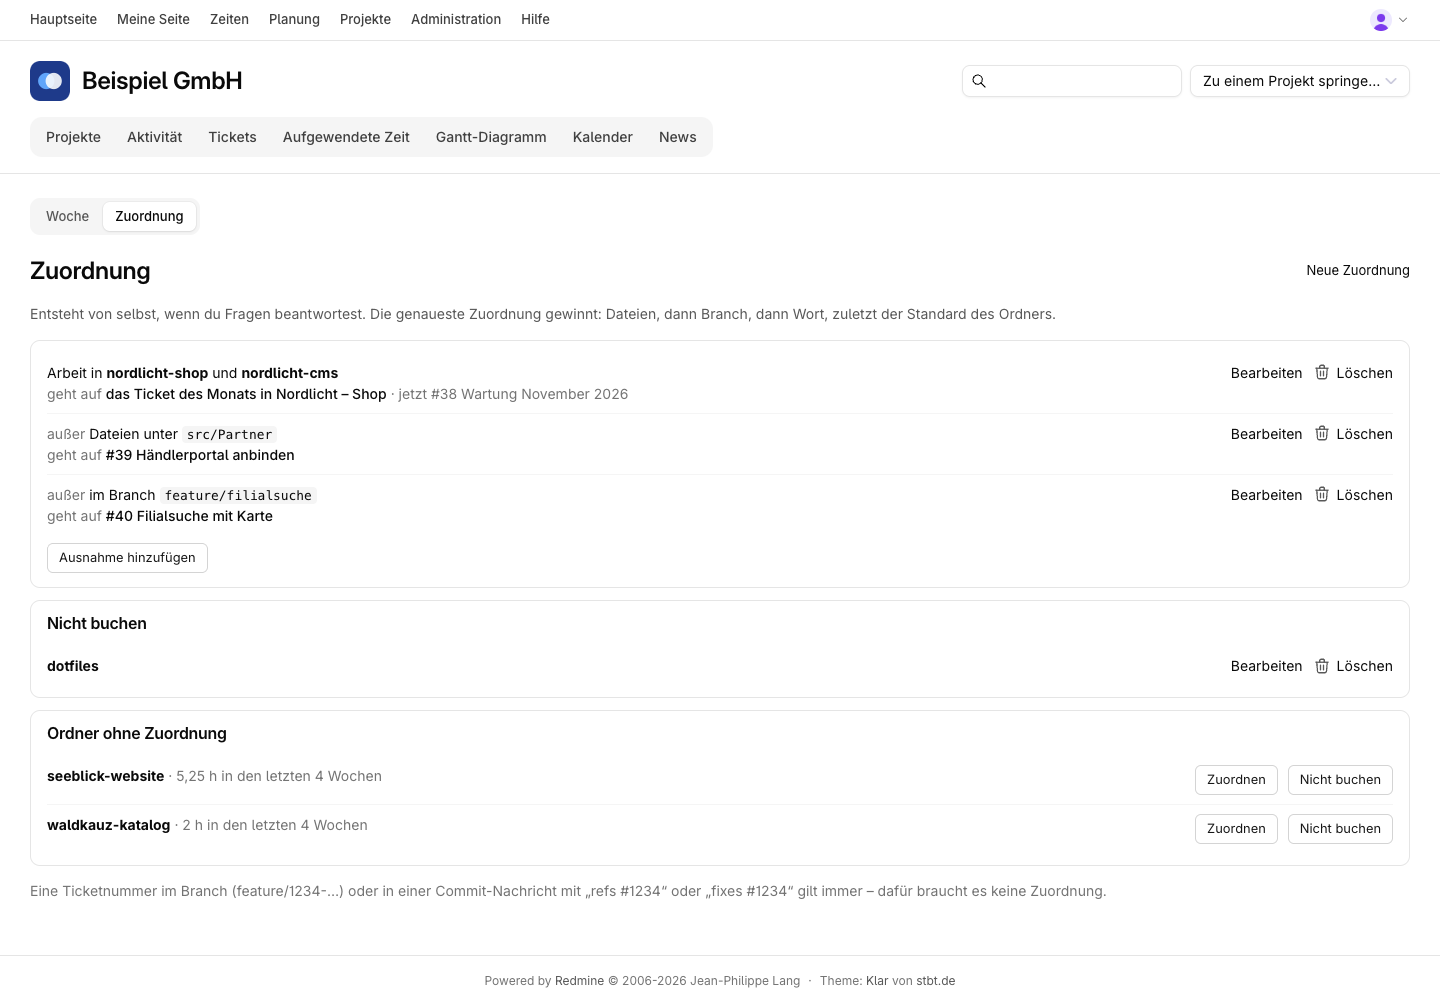 Hauptseite Meine Seite Zeiten Planung Projekte Administration Hilfe
Beispiel GmbH
Zu einem Projekt springe...
Projekte Aktivität Tickets Aufgewendete Zeit Gantt-Diagramm Kalender News
Woche Zuordnung
Zuordnung
Neue Zuordnung
Entsteht von selbst, wenn du Fragen beantwortest. Die genaueste Zuordnung gewinnt: Dateien, dann Branch, dann Wort, zuletzt der Standard des Ordners.
Arbeit in nordlicht-shop und nordlicht-cms
Bearbeiten Löschen
geht auf das Ticket des Monats in Nordlicht – Shop · jetzt #38 Wartung November 2026
außer Dateien unter src/Partner
Bearbeiten Löschen
geht auf #39 Händlerportal anbinden
außer im Branch feature/filialsuche
Bearbeiten Löschen
geht auf #40 Filialsuche mit Karte
Ausnahme hinzufügen
Nicht buchen
dotfiles
Bearbeiten Löschen
Ordner ohne Zuordnung
seeblick-website · 5,25 h in den letzten 4 Wochen
Zuordnen Nicht buchen
waldkauz-katalog · 2 h in den letzten 4 Wochen
Zuordnen Nicht buchen
Eine Ticketnummer im Branch (feature/1234-...) oder in einer Commit-Nachricht mit „refs #1234“ oder „fixes #1234“ gilt immer – dafür braucht es keine Zuordnung.
Powered by Redmine © 2006-2026 Jean-Philippe Lang · Theme: Klar von stbt.de